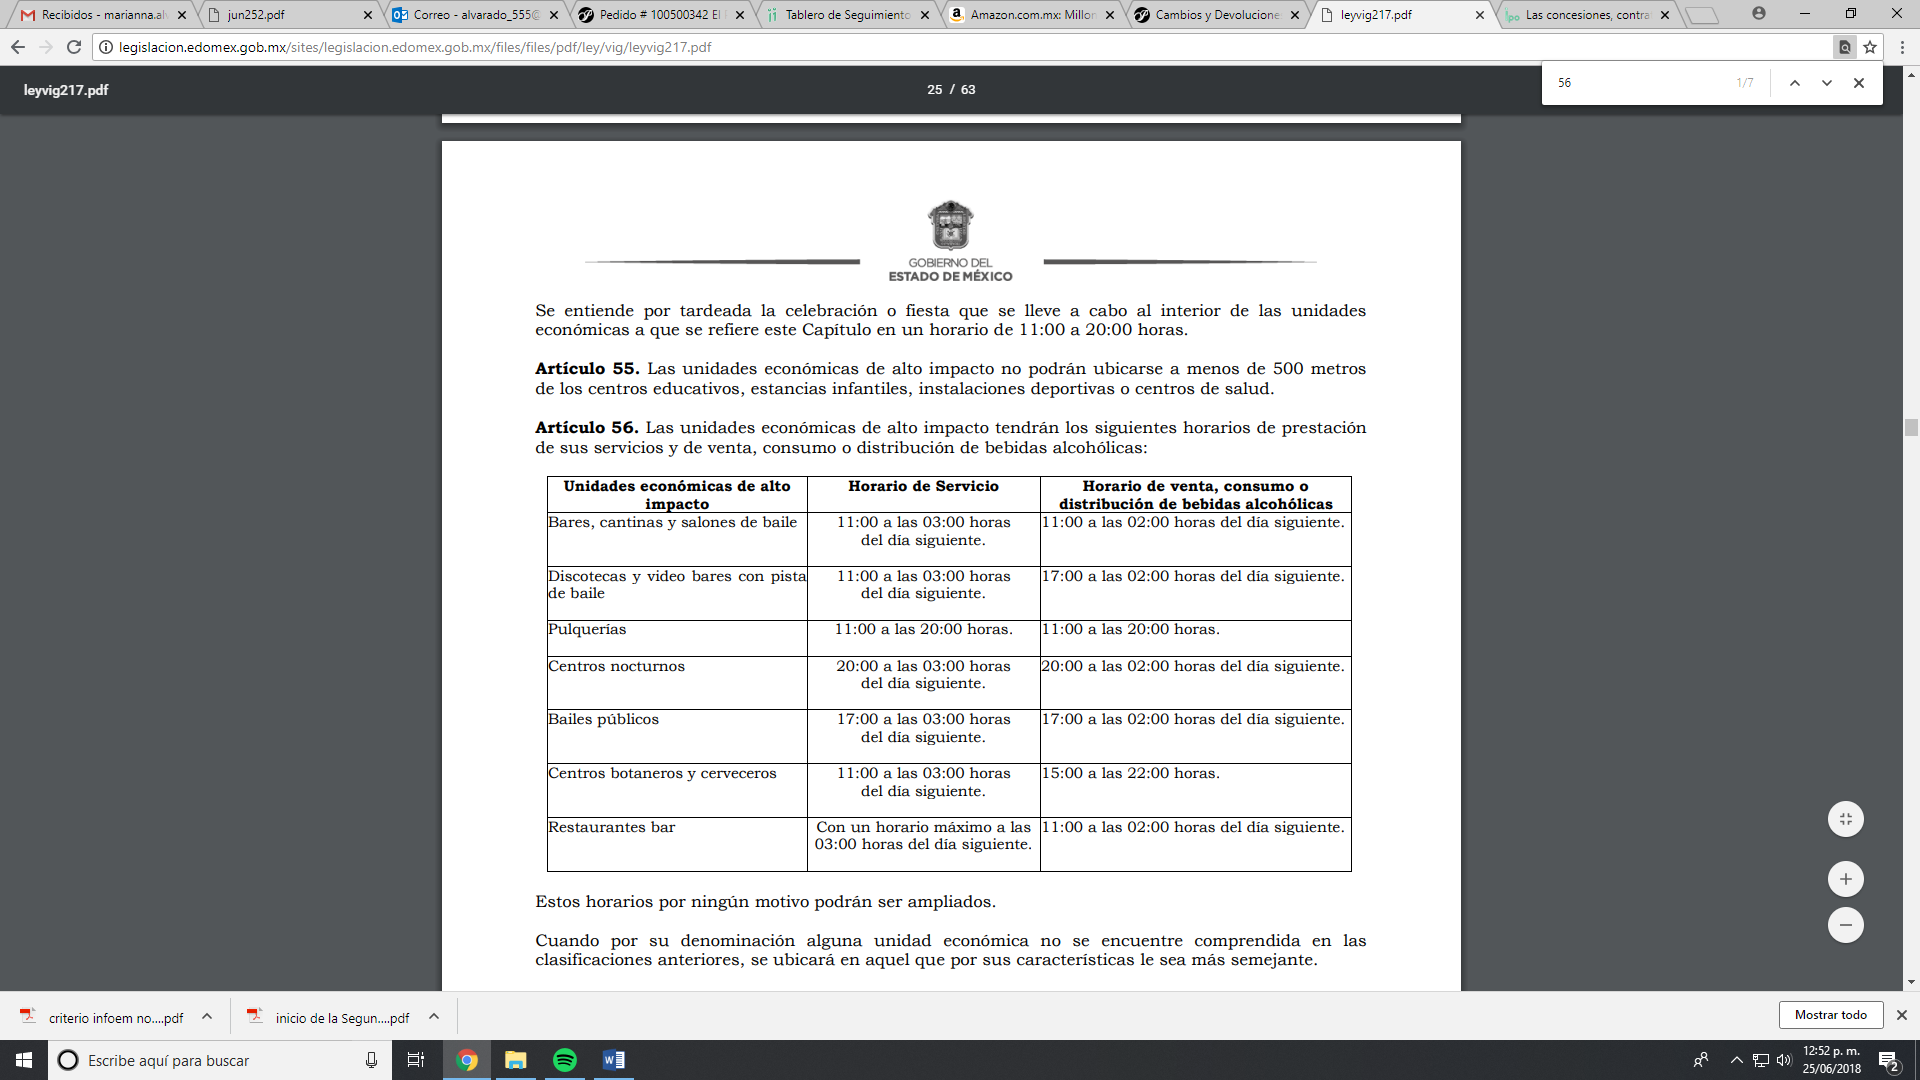 Recibidos - marianna.al
jun252.pdf
Correo - alvarado_555@
Pedido # 100500342 El
Tablero de Seguimiento
Amazon.com.mx: Millon
Cambios y Devoluciones
leyvig217.pdf
Las concesiones, contra
legislacion.edomex.gob.mx/sites/legislacion.edomex.gob.mx/files/files/pdf/ley/vig/leyvig217.pdf
56
1/7
leyvig217.pdf
25 / 63
GOBIERNO DEL
ESTADO DE MÉXICO
Se entiende por tardeada la celebración o fiesta que se lleve a cabo al interior de las unidades
económicas a que se refiere este Capítulo en un horario de 11:00 a 20:00 horas.
Artículo 55. Las unidades económicas de alto impacto no podrán ubicarse a menos de 500 metros
de los centros educativos, estancias infantiles, instalaciones deportivas o centros de salud.
Artículo 56. Las unidades económicas de alto impacto tendrán los siguientes horarios de prestación
de sus servicios y de venta, consumo o distribución de bebidas alcohólicas:
Unidades económicas de alto
impacto
Horario de Servicio
Horario de venta, consumo o
distribución de bebidas alcohólicas
Bares, cantinas y salones de baile
11:00 a las 03:00 horas
del día siguiente.
11:00 a las 02:00 horas del día siguiente.
Discotecas y video bares con pista
de baile
11:00 a las 03:00 horas
del día siguiente.
17:00 a las 02:00 horas del día siguiente.
Pulquerías
11:00 a las 20:00 horas.
11:00 a las 20:00 horas.
Centros nocturnos
20:00 a las 03:00 horas
del día siguiente.
20:00 a las 02:00 horas del día siguiente.
Bailes públicos
17:00 a las 03:00 horas
del día siguiente.
17:00 a las 02:00 horas del día siguiente.
Centros botaneros y cerveceros
11:00 a las 03:00 horas
del día siguiente.
15:00 a las 22:00 horas.
Restaurantes bar
Con un horario máximo a las
03:00 horas del día siguiente.
11:00 a las 02:00 horas del día siguiente.
Estos horarios por ningún motivo podrán ser ampliados.
Cuando por su denominación alguna unidad económica no se encuentre comprendida en las
clasificaciones anteriores, se ubicará en aquel que por sus características le sea más semejante.
criterio infoem no....pdf
inicio de la Segun....pdf
Mostrar todo
Escribe aquí para buscar
12:52 p. m.
25/06/2018
2